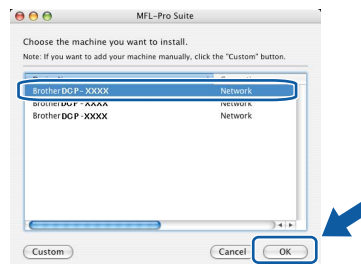 MFL-Pro Suite
Choose the machine you want to install.
Note: If you want to add your machine manually, click the "Custom" button.
Brother DCP-XXXX Network
Brother DCP-XXXX Network
Brother DCP-XXXX Network
Custom Cancel OK